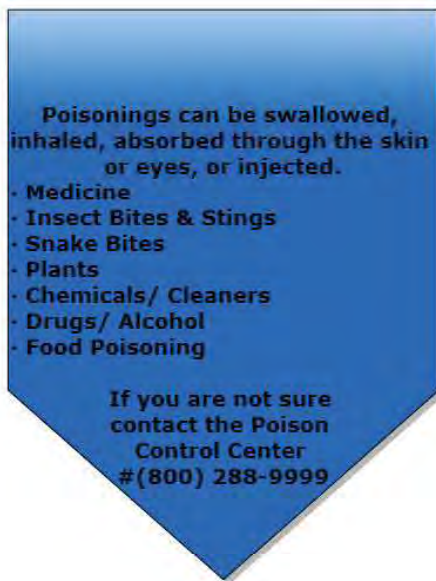 Poisonings can be swallowed,
inhaled, absorbed through the skin
or eyes, or injected.
· Medicine
· Insect Bites & Stings
· Snake Bites
· Plants
· Chemicals/ Cleaners
· Drugs/ Alcohol
· Food Poisoning
If you are not sure
contact the Poison
Control Center
#(800) 288-9999